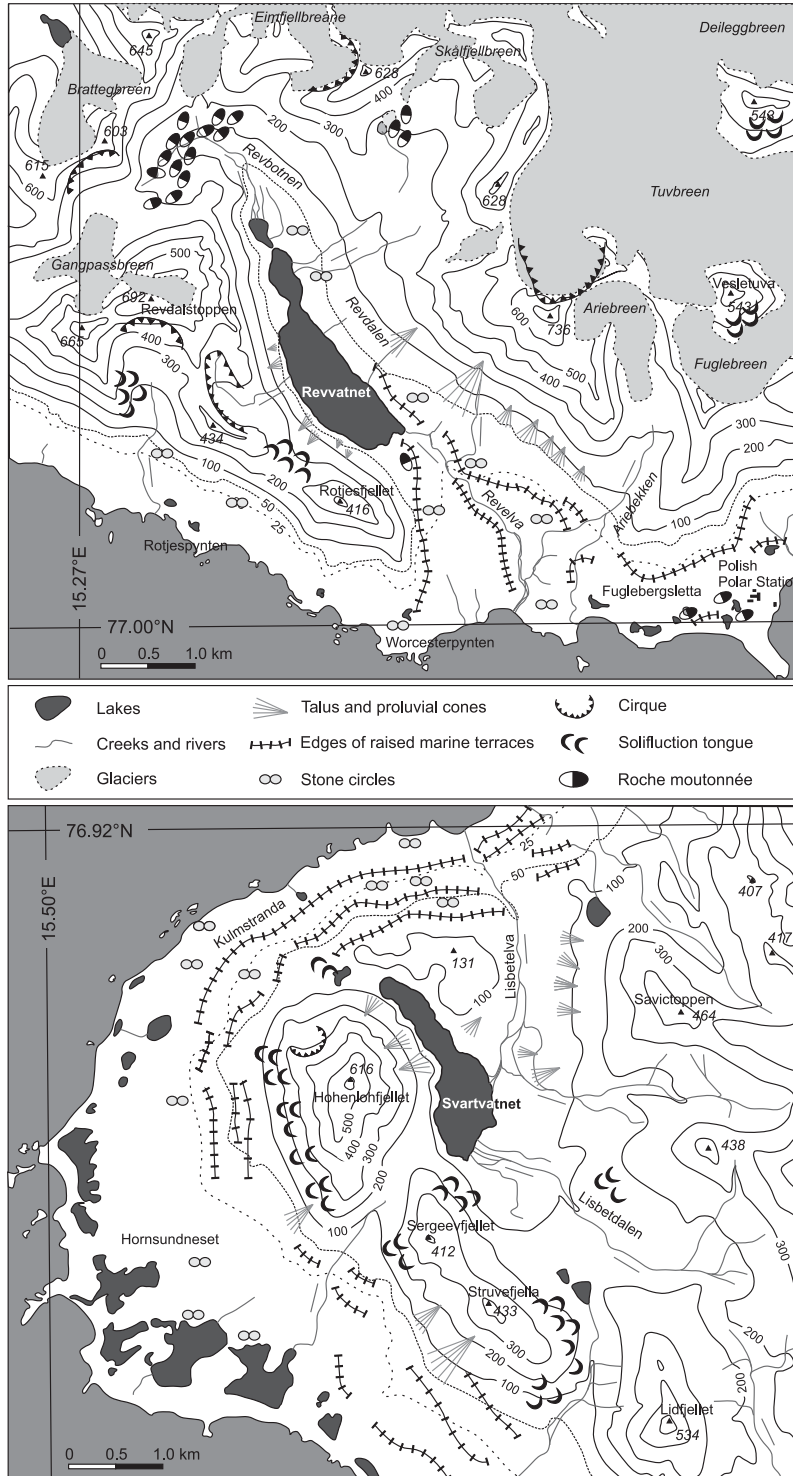 Eimfjellbreane
Deileggbreen
645
Skålfjellbreen
628
400
Brattegbreen
200
300
543
603
615
600
Revbotnen
628
Tuvbreen
500
Gangpassbreen
692
Revdalstoppen
Revdalen
Vesletuva
543
Ariebreen
600
736
665
400
300
500
Fuglebreen
400
Revvatnet
300
434
200
100
200
Ariebekken
50
25
Rotjesfjellet
416
Revelva
100
Rotjespynten
Polish
Polar Statio
Fuglebergsletta
15.27°E
77.00°N
Worcesterpynten
0 0.5 1.0 km
Lakes
Talus and proluvial cones
Cirque
Creeks and rivers
Edges of raised marine terraces
Solifluction tongue
Glaciers
Stone circles
Roche moutonnée
76.92°N
25
50
15.50°E
100
407
Kulmstranda
200
417
131
300
100
Lisbetelva
Savictoppen
464
616
Hohenlohfjellet
Svartvatnet
500
400
300
438
200
Lisbetdalen
100
Sergeevfjellet
Hornsundneset
412
300
Struvefjella
433
300
200
200
100
200
Lidfjellet
534
0 0.5 1.0 km